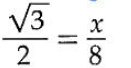 √3/2 = x/8